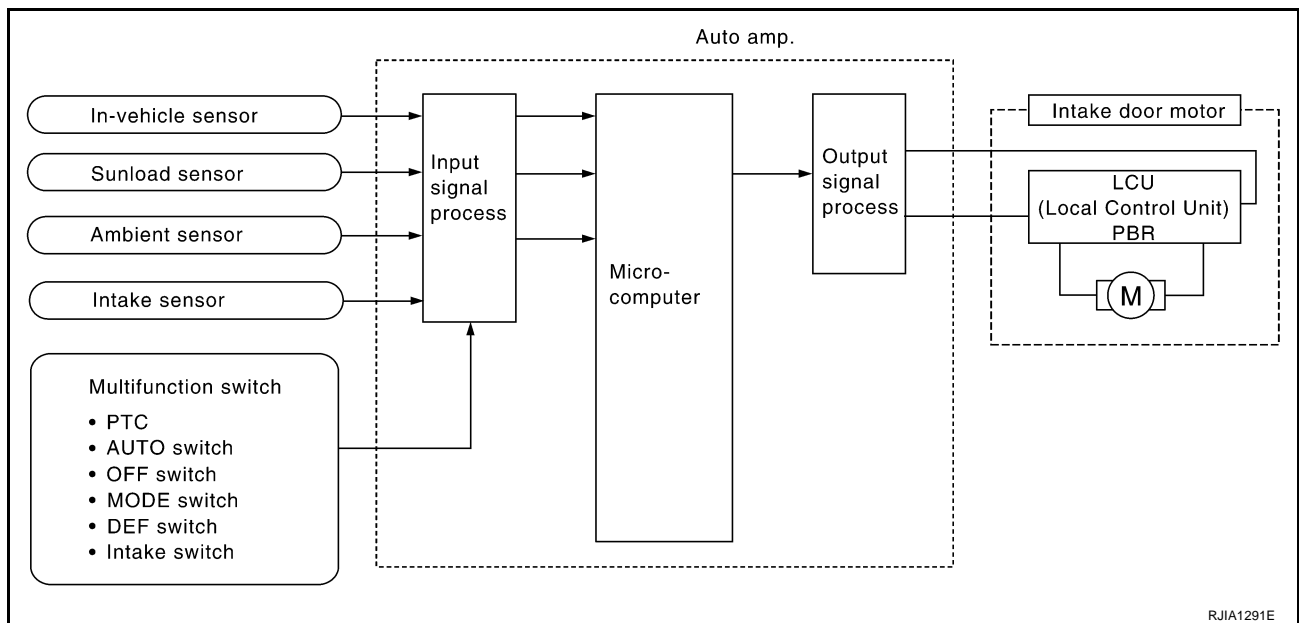 Auto amp.
In-vehicle sensor
Sunload sensor
Ambient sensor
Intake sensor
Multifunction switch
• PTC
• AUTO switch
• OFF switch
• MODE switch
• DEF switch
• Intake switch
Input
signal
process
Micro-
computer
Output
signal
process
Intake door motor
LCU
(Local Control Unit)
PBR
M
RJIA1291E